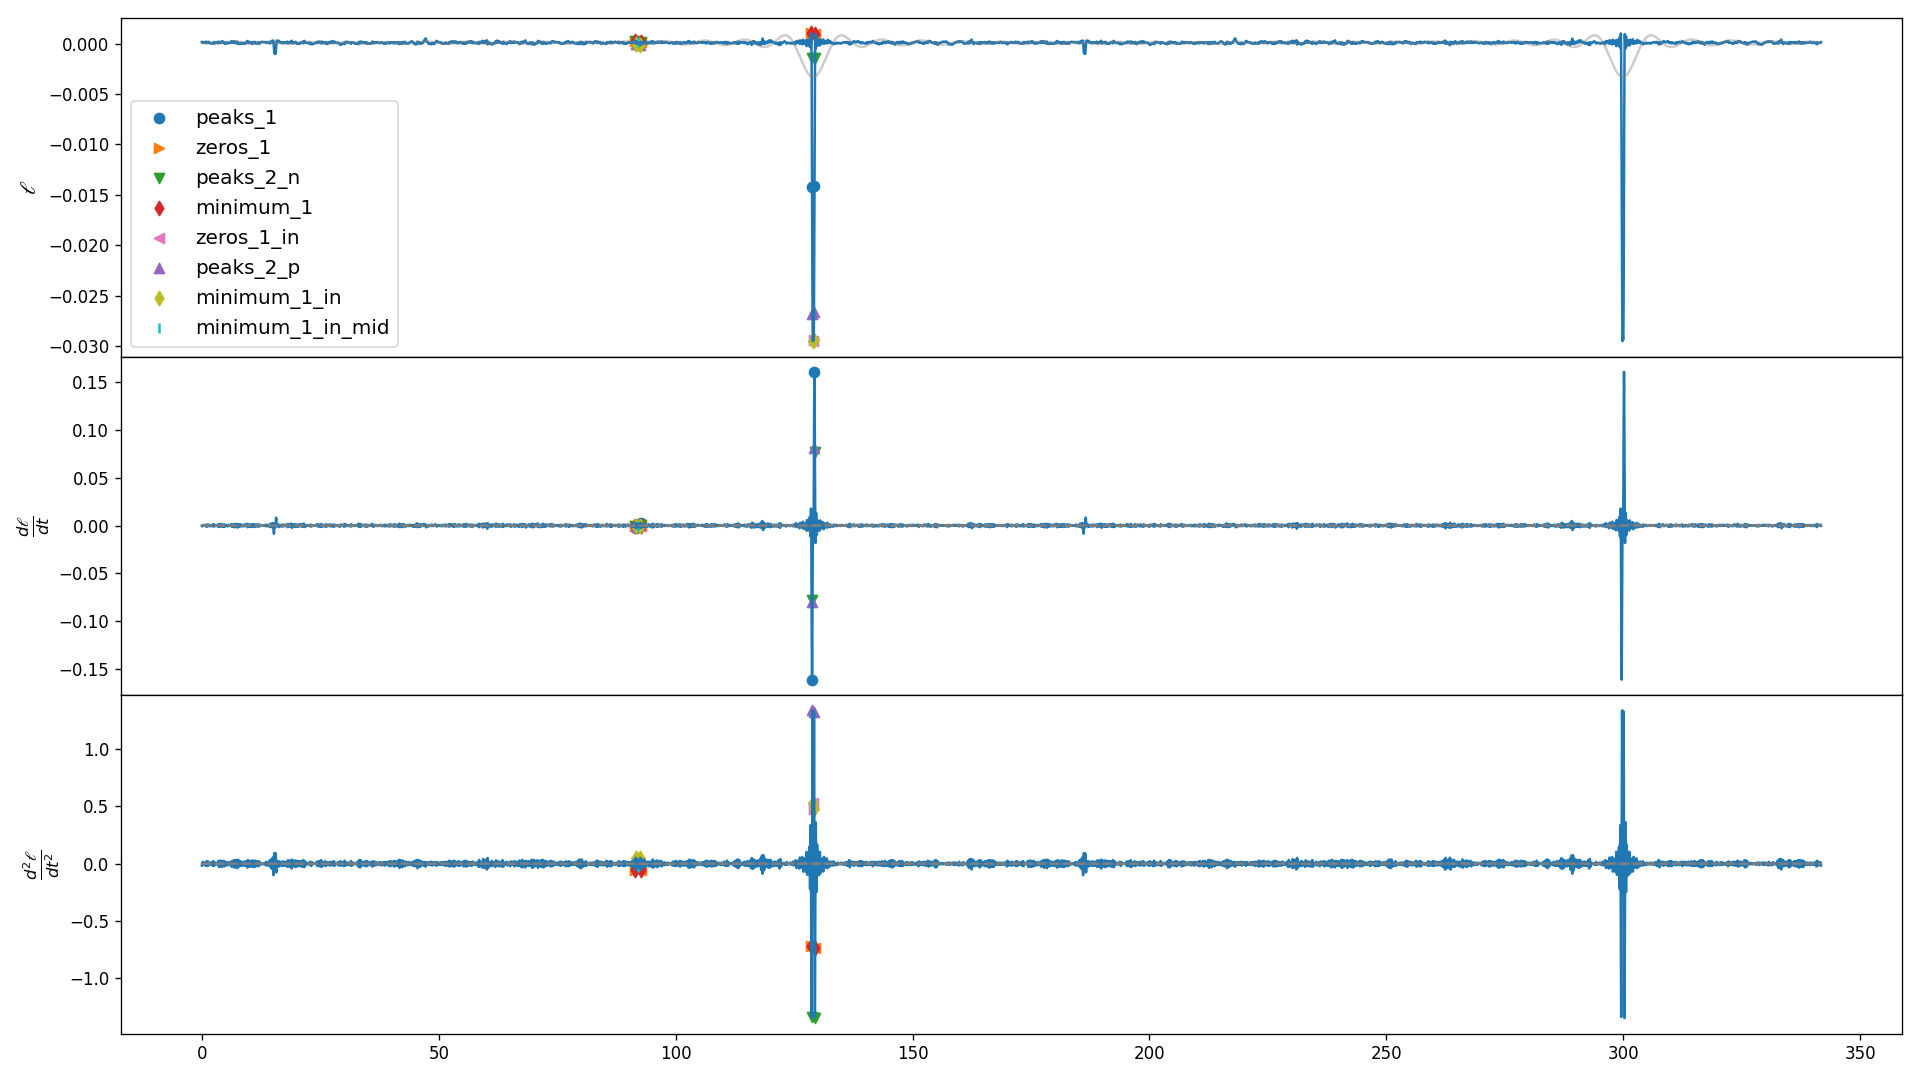 0.000
−0.005
−0.010
−0.015
−0.020
−0.025
−0.030
ℓ
peaks_1
zeros_1
peaks_2_n
minimum_1
zeros_1_in
peaks_2_p
minimum_1_in
minimum_1_in_mid
0.15
0.10
0.05
0.00
−0.05
−0.10
−0.15
dℓ
dt
1.0
0.5
0.0
−0.5
−1.0
d²ℓ
dt²
0 50 100 150 200 250 300 350